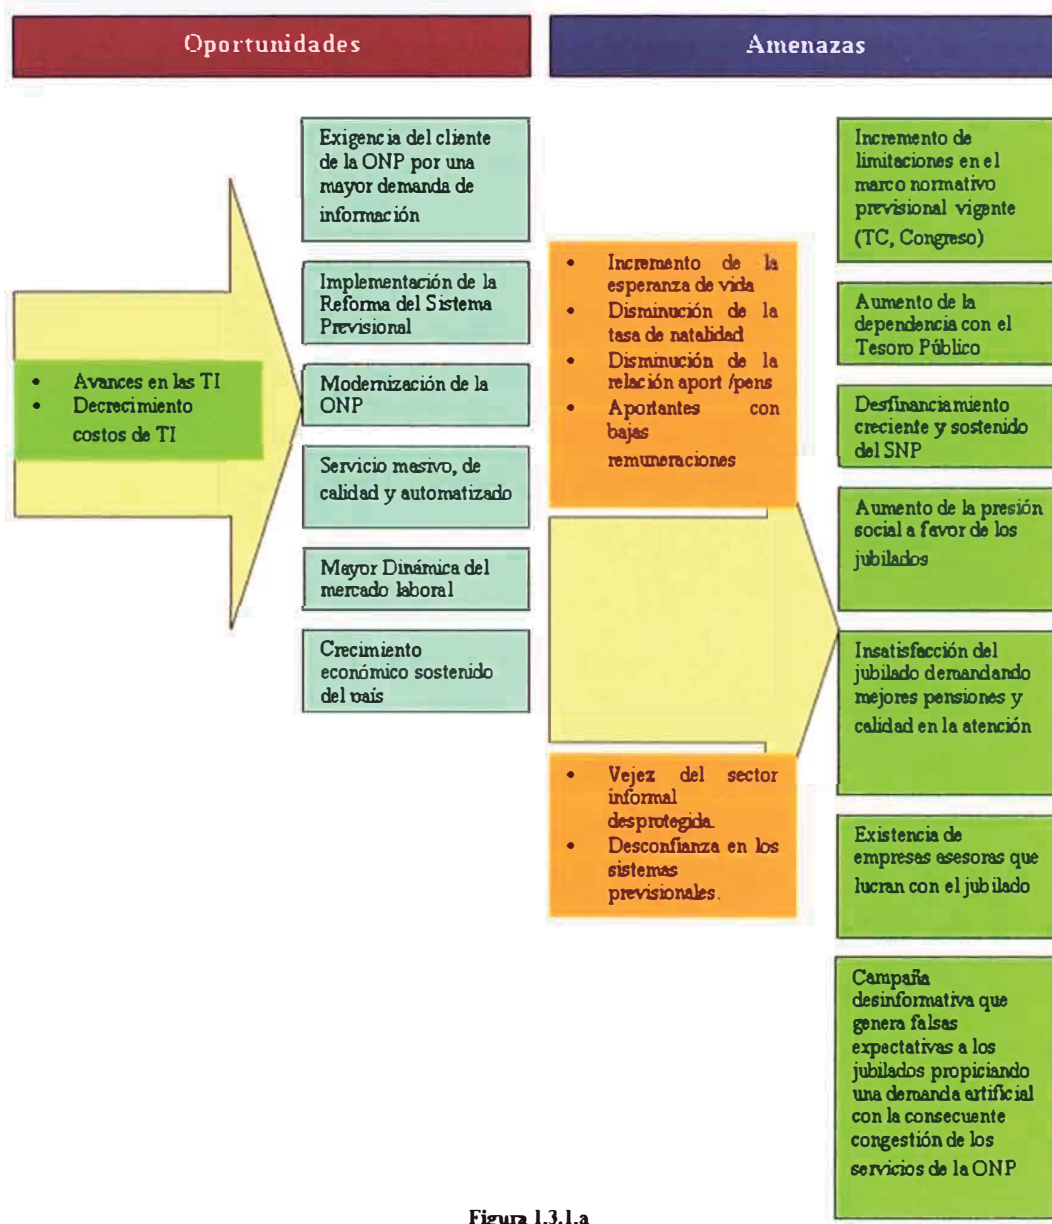 Oportunidades
Avances en las TI
Decrecimiento
costos de TI
Exigencia del cliente
de la ONP por una
mayor demanda de
información
Implementación de la
Reforma del Sistema
Previsional
Modernización de la
ONP
Servicio masivo, de
calidad y automatizado
Mayor Dinámica del
mercado laboral
Crecimiento
económico sostenido
del país
Amenazas
Incremento de la
esperanza de vida
Disminución de la
tasa de natalidad
Disminución de la
relación aport /pens
Aportantes con
bajas
remuneraciones
Vejez del sector
informal
desprotegida
Desconfianza en los
sistemas
previsionales.
Incremento de
limitaciones en el
marco normativo
previsional vigente
(TC, Congreso)
Aumento de la
dependencia con el
Tesoro Público
Desfinanciamiento
creciente y sostenido
del SNP
Aumento de la presión
social a favor de los
jubilados
Insatisfacción del
jubilado demandando
mejores pensiones y
calidad en la atención
Existencia de
empresas asesoras que
lucran con el jubilado
Campaña
desinformativa que
genera falsas
expectativas a los
jubilados propiciando
una demanda artificial
con la consecuente
congestión de los
servicios de la ONP
Figura 1.3.1.a